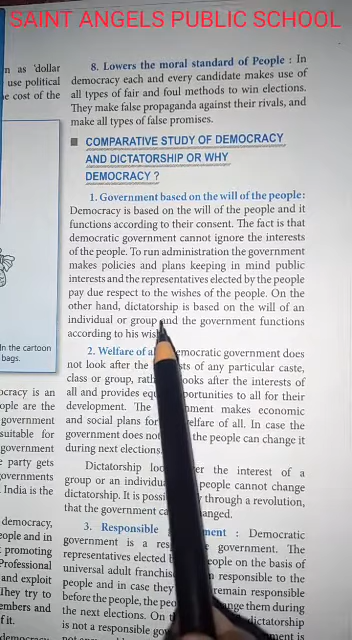 SAINT ANGELS PUBLIC SCHOOL
n as 'dollar
use political
e cost of the
In the cartoon
bags.
ocracy is an
ople are the
government
suitable for
government
e party gets
overnments
India is the
democracy,
eople and in
promoting
Professional
and exploit
They try to
embers and
f it.
8. Lowers the moral standard of People : In
democracy each and every candidate makes use of
all types of fair and foul methods to win elections.
They make false propaganda against their rivals, and
make all types of false promises.
COMPARATIVE STUDY OF DEMOCRACY
AND DICTATORSHIP OR WHY
DEMOCRACY ?
1. Government based on the will of the people :
Democracy is based on the will of the people and it
functions according to their consent. The fact is that
democratic government cannot ignore the interests
of the people. To run administration the government
makes policies and plans keeping in mind public
interests and the representatives elected by the people
pay due respect to the wishes of the people. On the
other hand, dictatorship is based on the will of an
individual or group and the government functions
according to his wis
2. Welfare of a emocratic government does
not look after the sts of any particular caste,
class or group, rat ooks after the interests of
all and provides equ portunities to all for their
development. The nment makes economic
and social plans for elfare of all. In case the
government does not the people can change it
during next elections.
Dictatorship loo er the interest of a
group or an individu people cannot change
dictatorship. It is possi y through a revolution,
that the government ca anged.
3. Responsible nment : Democratic
government is a res government. The
representatives elected b ople on the basis of
universal adult franchis n responsible to the
people and in case they remain responsible
before the people, the peo nge them during
the next elections. On t dictatorship
is not a responsible go ment is